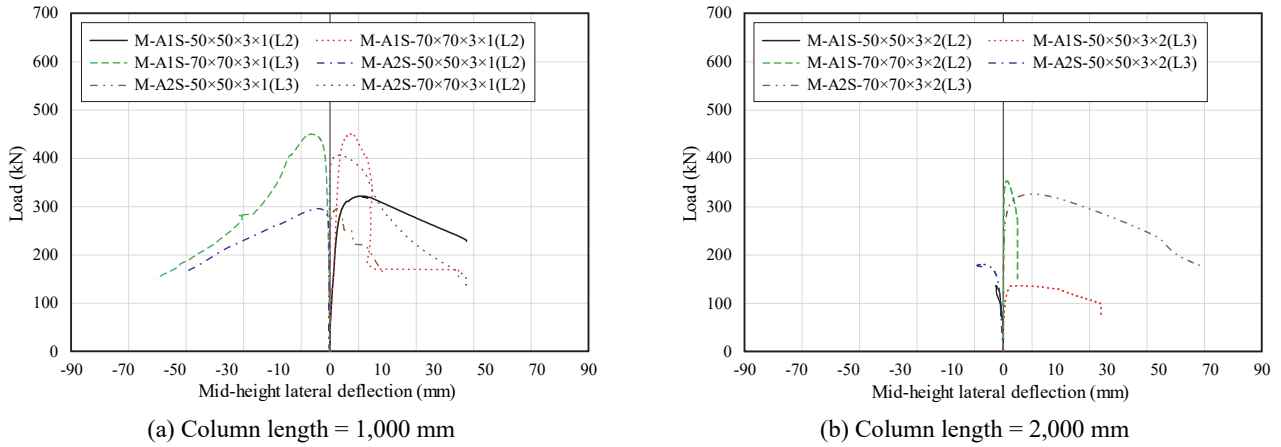 700
600
500
400
300
200
100
0
Load (kN)
M-A1S-50×50×3×1(L2)
M-A1S-70×70×3×1(L2)
M-A1S-70×70×3×1(L3)
M-A2S-50×50×3×1(L2)
M-A2S-50×50×3×1(L3)
M-A2S-70×70×3×1(L2)
-90 -70 -50 -30 -10 10 30 50 70 90
Mid-height lateral deflection (mm)
(a) Column length = 1,000 mm
700
600
500
400
300
200
100
0
Load (kN)
M-A1S-50×50×3×2(L2)
M-A1S-50×50×3×2(L3)
M-A1S-70×70×3×2(L2)
M-A2S-50×50×3×2(L3)
M-A2S-70×70×3×2(L3)
-90 -70 -50 -30 -10 10 30 50 70 90
Mid-height lateral deflection (mm)
(b) Column length = 2,000 mm